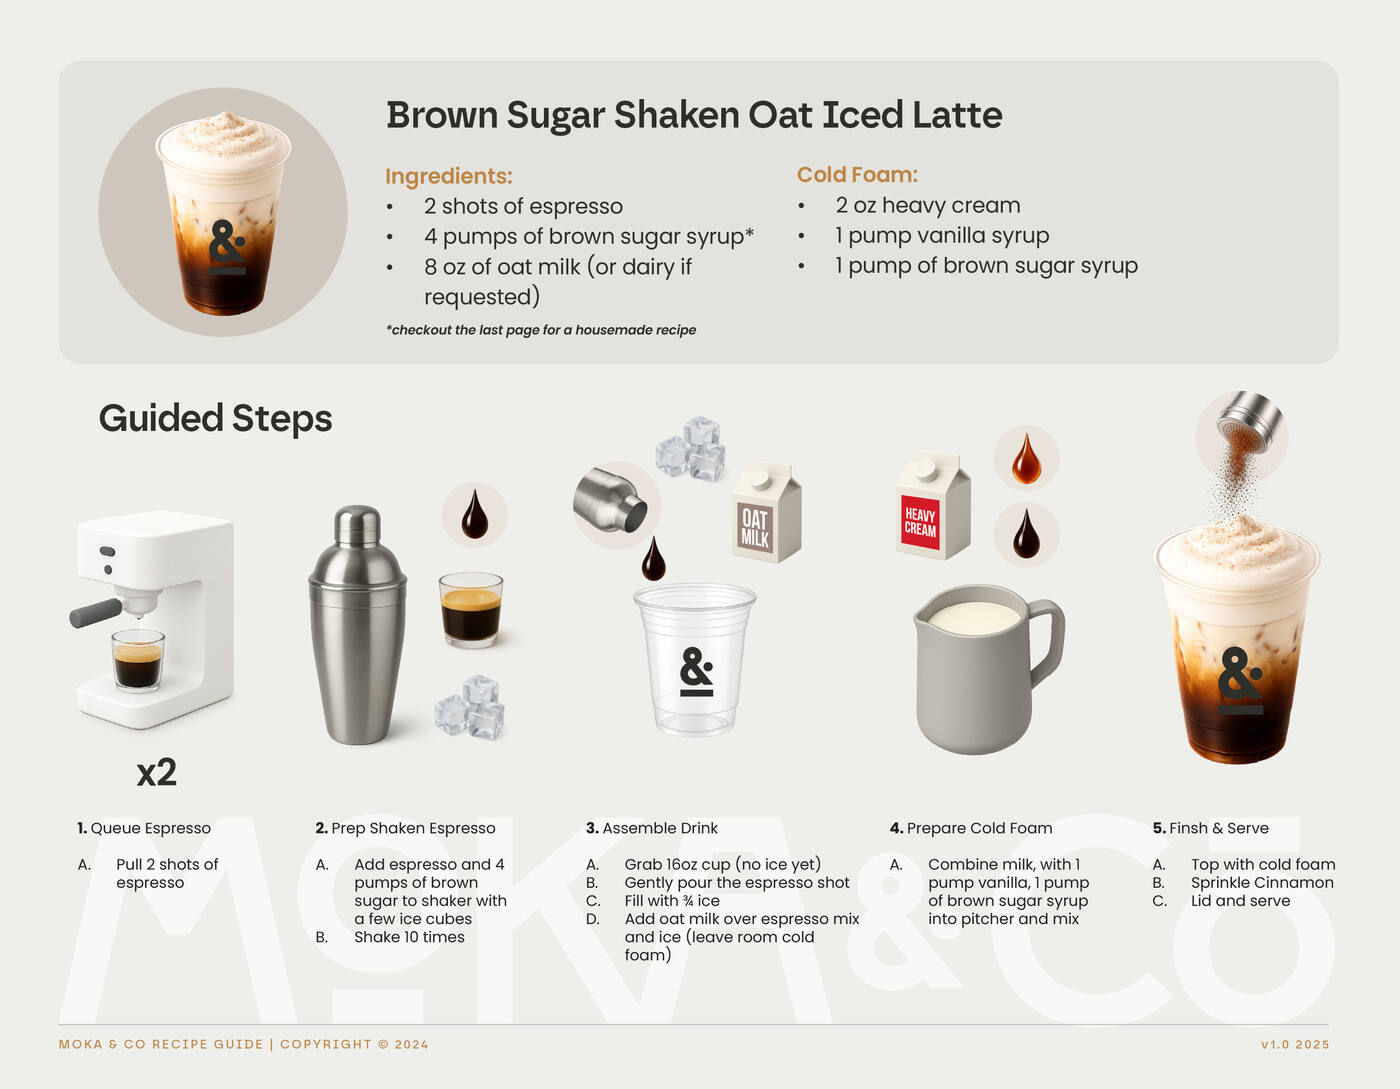 Brown Sugar Shaken Oat Iced Latte
Ingredients:
• 2 shots of espresso
• 4 pumps of brown sugar syrup*
• 8 oz of oat milk (or dairy if
requested)
*checkout the last page for a housemade recipe
Cold Foam:
• 2 oz heavy cream
• 1 pump vanilla syrup
• 1 pump of brown sugar syrup
&
Guided Steps
x2
OAT
MILK
&
HEAVY
CREAM
&
1. Queue Espresso
A. Pull 2 shots of
espresso
2. Prep Shaken Espresso
A. Add espresso and 4
pumps of brown
sugar to shaker with
a few ice cubes
B. Shake 10 times
3. Assemble Drink
A. Grab 16oz cup (no ice yet)
B. Gently pour the espresso shot
C. Fill with ¾ ice
D. Add oat milk over espresso mix
and ice (leave room cold
foam)
4. Prepare Cold Foam
A. Combine milk, with 1
pump vanilla, 1 pump
of brown sugar syrup
into pitcher and mix
5. Finsh & Serve
A. Top with cold foam
B. Sprinkle Cinnamon
C. Lid and serve
MOKA & CO
MOKA & CO RECIPE GUIDE | COPYRIGHT © 2024
v1.0 2025